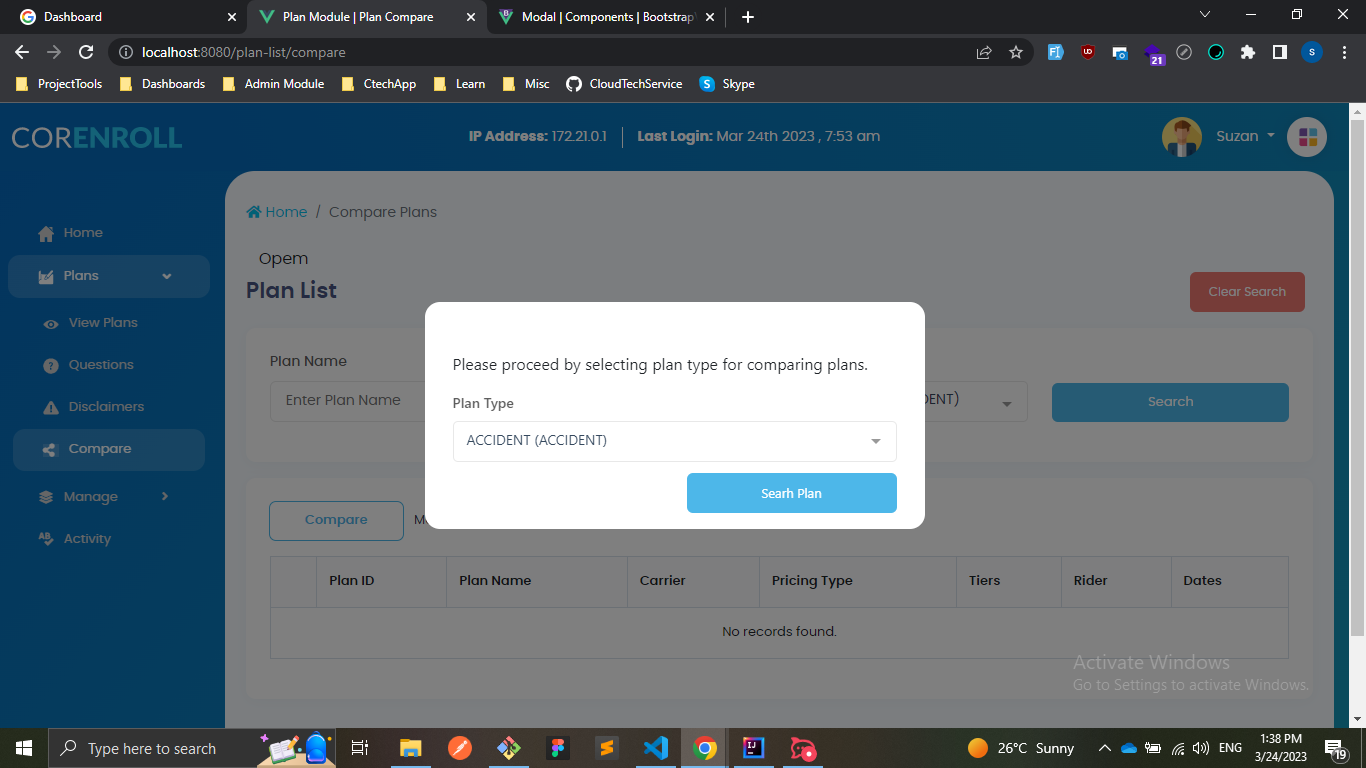 Dashboard
Plan Module | Plan Compare
Modal | Components | Bootstrap
localhost:8080/plan-list/compare
21
S
ProjectTools
Dashboards
Admin Module
CtechApp
Learn
Misc
CloudTechService
Skype
CORENROLL
IP Address: 172.21.0.1
Last Login: Mar 24th 2023 , 7:53 am
Suzan
Home / Compare Plans
Home
Plans
View Plans
Questions
Disclaimers
Compare
Manage
Activity
Opem
Plan List
Clear Search
Plan Name
Enter Plan Name
DENT)
Search
Please proceed by selecting plan type for comparing plans.
Plan Type
ACCIDENT (ACCIDENT)
Searh Plan
Compare
Plan ID
Plan Name
Carrier
Pricing Type
Tiers
Rider
Dates
No records found.
Activate Windows
Go to Settings to activate Windows.
Type here to search
26°C Sunny
ENG
1:38 PM
3/24/2023
19